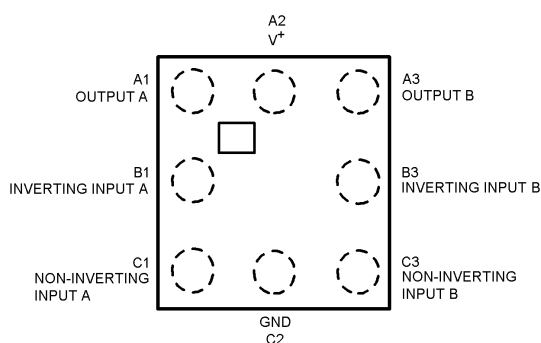 A2
V+
A1
OUTPUT A
A3
OUTPUT B
B1
INVERTING INPUT A
B3
INVERTING INPUT B
C1
NON-INVERTING
INPUT A
C3
NON-INVERTING
INPUT B
GND
C2